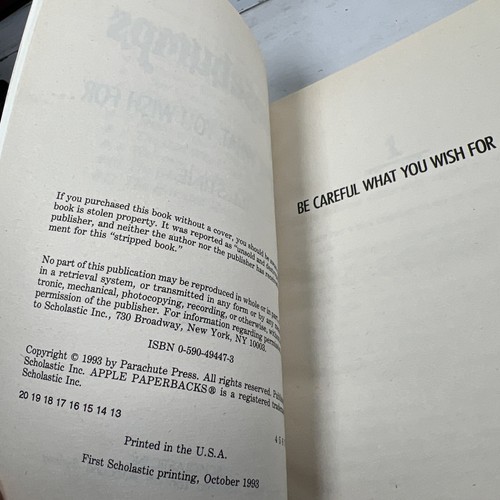 If you purchased this book without a cover, you should be
book is stolen property. It was reported as "unsold and
publisher, and neither the author nor the publisher has received
ment for this "stripped book."
No part of this publication may be reproduced in whole or in part
in a retrieval system, or transmitted in any form or by any
tronic, mechanical, photocopying, recording, or otherwise,
permission of the publisher. For information regarding
to Scholastic Inc., 730 Broadway, New York, NY 10003.
ISBN 0-590-49447-3
Copyright © 1993 by Parachute Press. All rights reserved.
Scholastic Inc. APPLE PAPERBACKS® is a registered
Scholastic Inc.
20 19 18 17 16 15 14 13
4 5
Printed in the U.S.A.
First Scholastic printing, October 1993
BE CAREFUL WHAT YOU WISH FOR